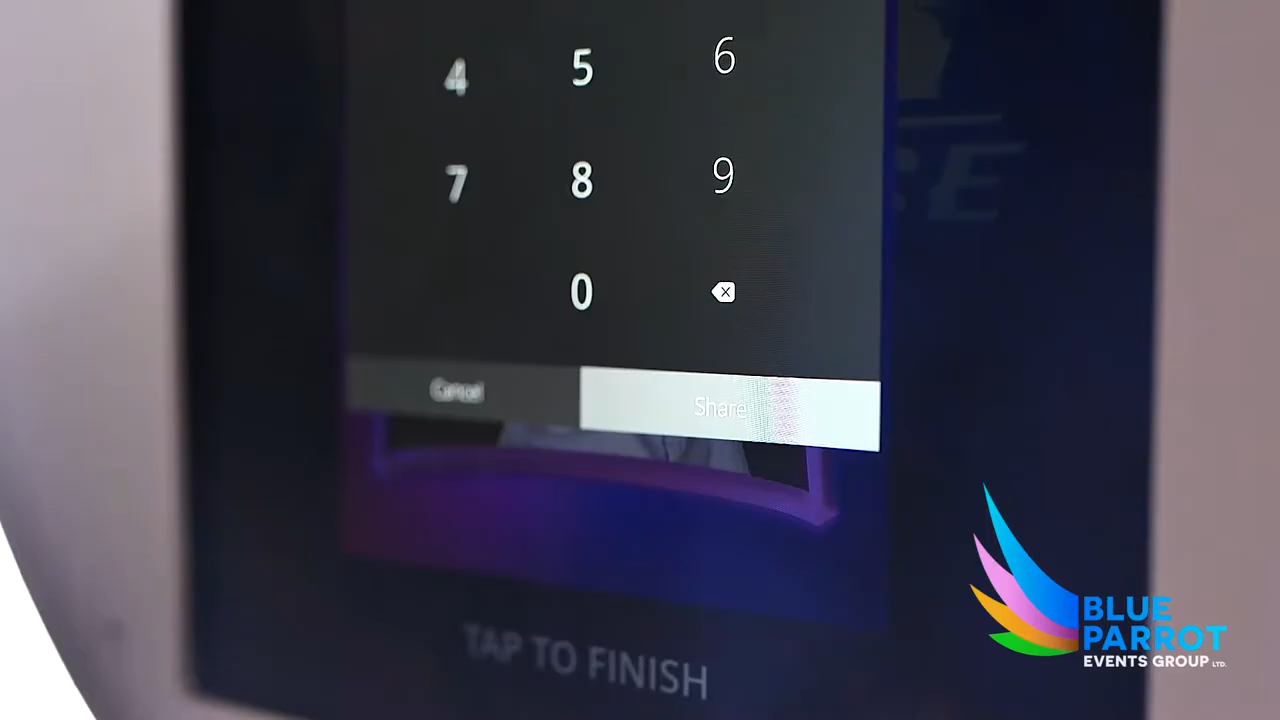 4 5 6
7 8 9
0
Cancel Share
TAP TO FINISH
BLUE
PARROT
EVENTS GROUP LTD.